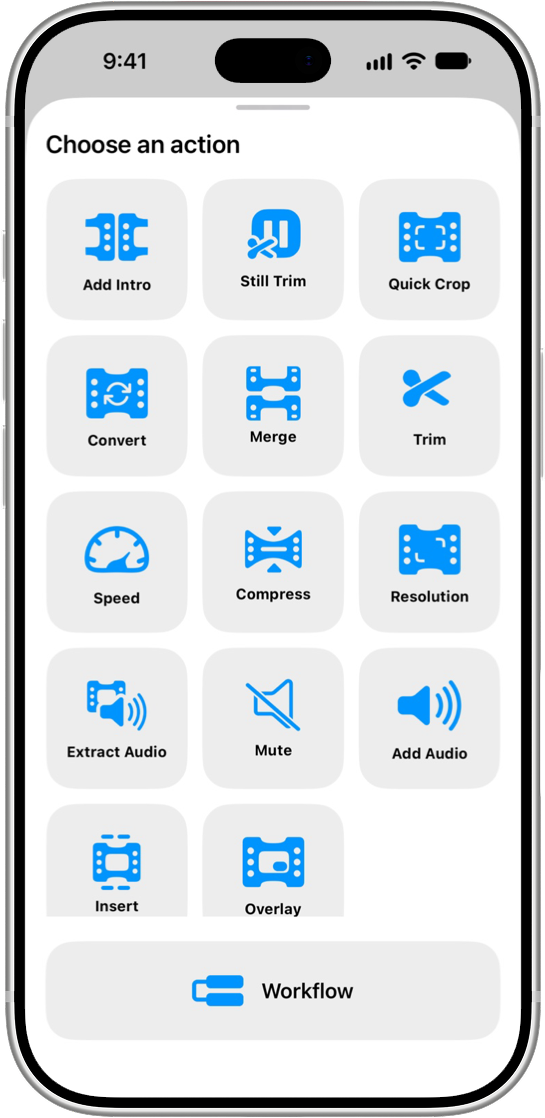 9:41
Choose an action
Add Intro
Still Trim
Quick Crop
Convert
Merge
Trim
Speed
Compress
Resolution
Extract Audio
Mute
Add Audio
Insert
Overlay
Workflow